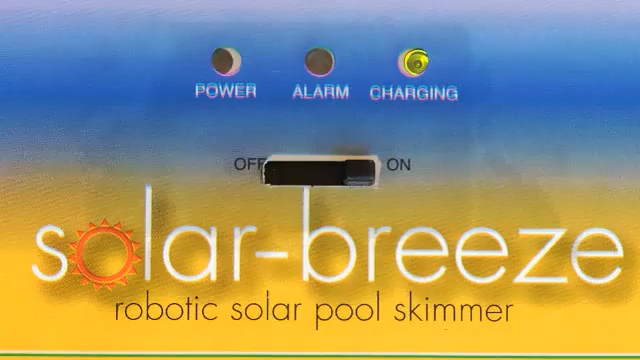 POWER ALARM CHARGING
OFF ON
solar-breeze
robotic solar pool skimmer